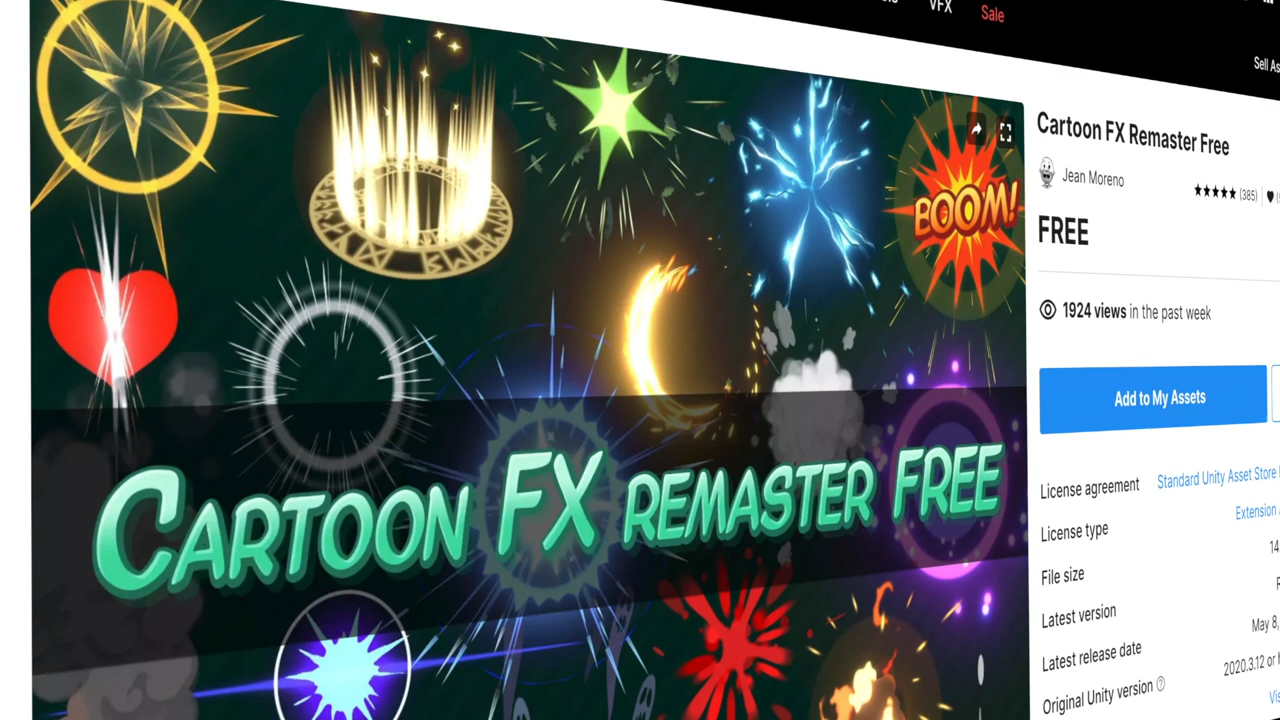 VFX
Sale
Sell As
Cartoon FX Remaster Free
Jean Moreno
★★★★★ (385)
FREE
1924 views in the past week
Add to My Assets
License agreement
Standard Unity Asset Store
License type
Extension
File size
14
Latest version
Latest release date
May 8,
Original Unity version
2020.3.12 or
BOOM!
CARTOON FX REMASTER FREE